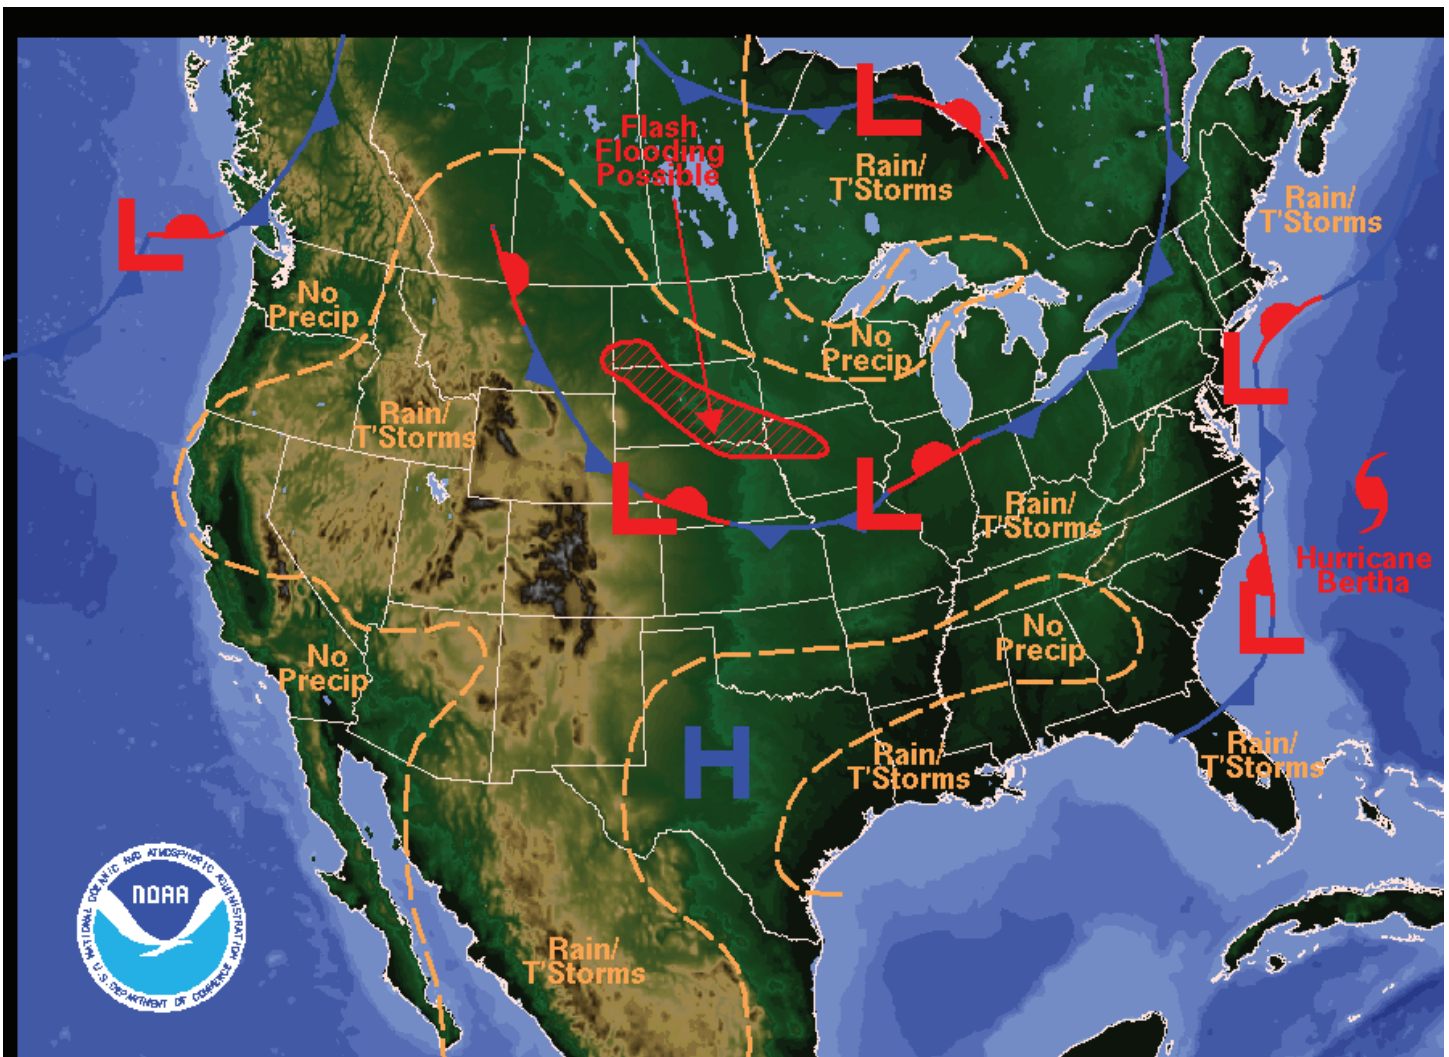 L
Flash
Flooding
Possible
Rain/
T'Storms
Rain/
T'Storms
L
No
Precip
No
Precip
L
Rain/
T'Storms
L
L
Rain/
T'Storms
Hurricane
Bertha
L
No
Precip
No
Precip
H
Rain/
T'Storms
Rain/
T'Storms
Rain/
T'Storms
NATIONAL OCEANIC AND ATMOSPHERIC ADMINISTRATION
NOAA
U.S. DEPARTMENT OF COMMERCE